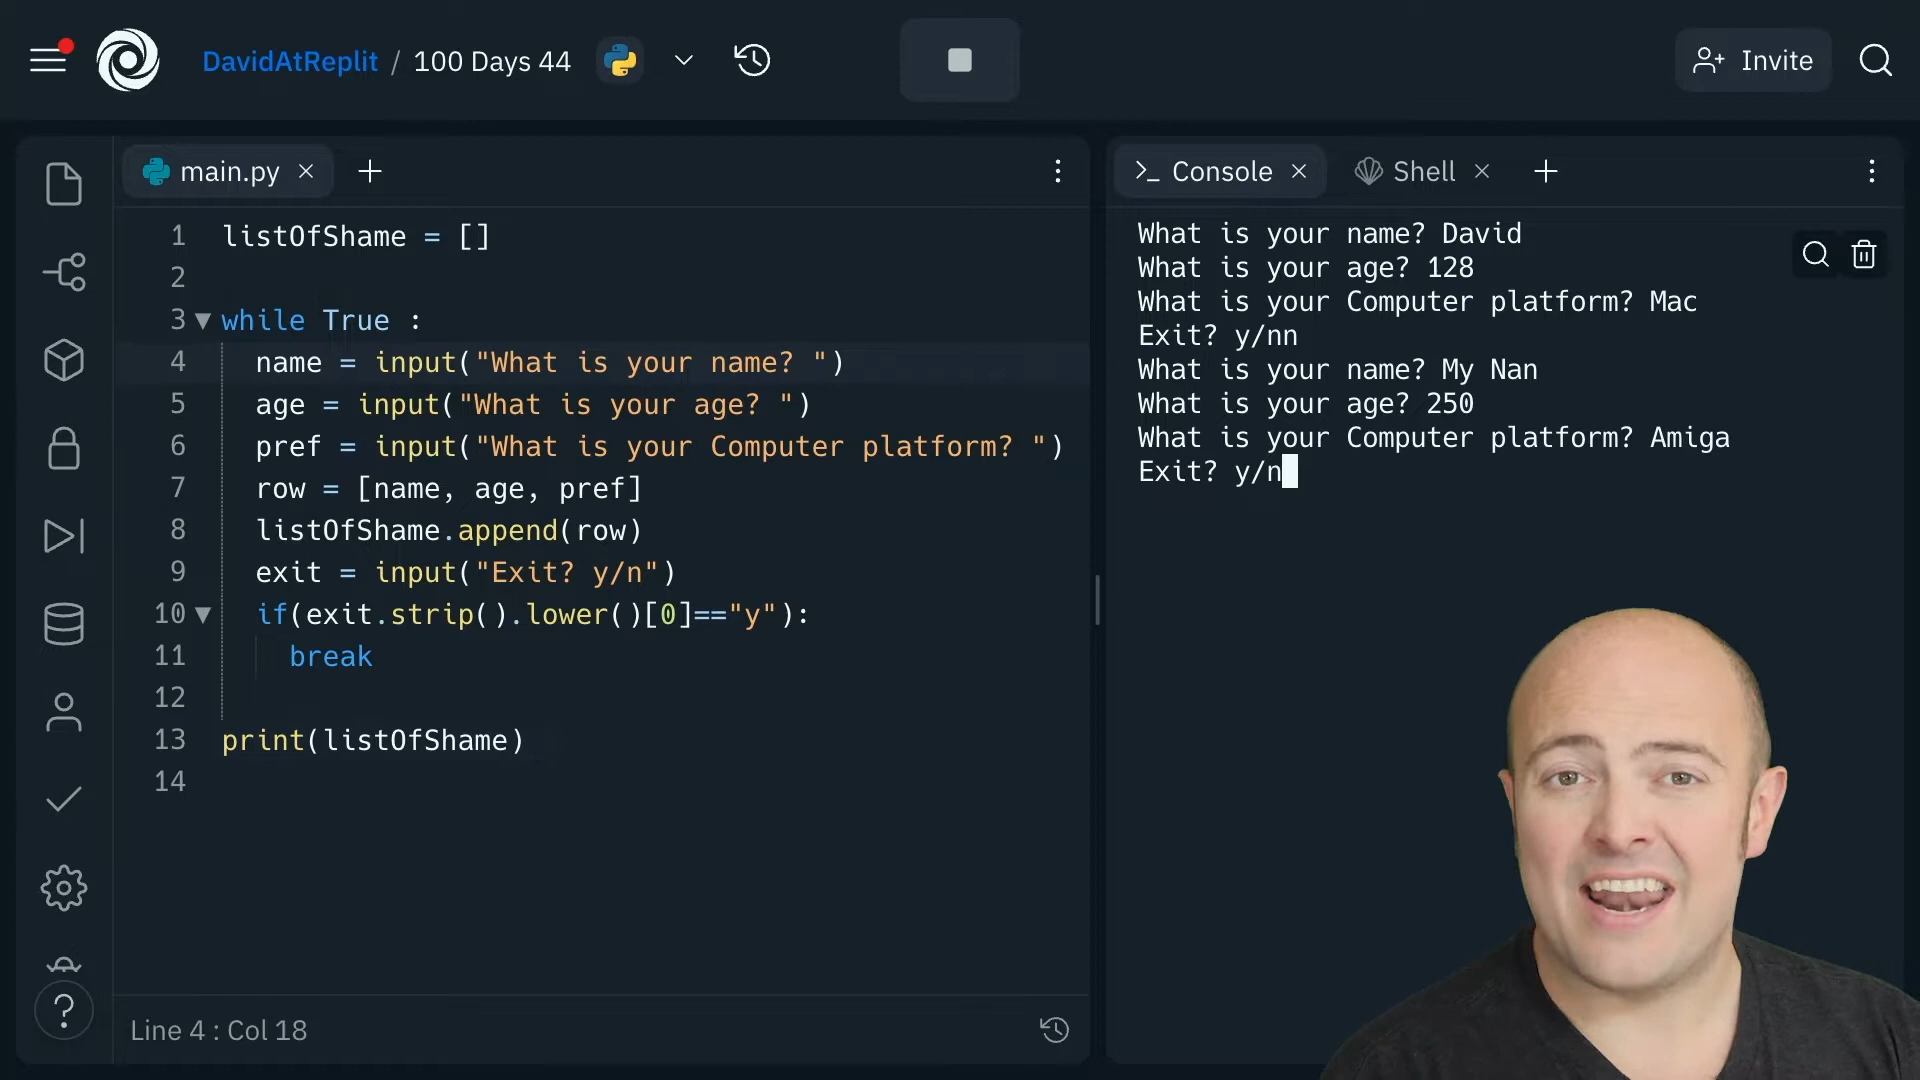 DavidAtReplit / 100 Days 44
Invite
main.py
1 listOfShame = []
2
3 while True :
4 name = input("What is your name? ")
5 age = input("What is your age? ")
6 pref = input("What is your Computer platform? ")
7 row = [name, age, pref]
8 listOfShame.append(row)
9 exit = input("Exit? y/n")
10 if(exit.strip().lower()[0]=="y"):
11 break
12
13 print(listOfShame)
14
Line 4 : Col 18
>_ Console
Shell
What is your name? David
What is your age? 128
What is your Computer platform? Mac
Exit? y/nn
What is your name? My Nan
What is your age? 250
What is your Computer platform? Amiga
Exit? y/n